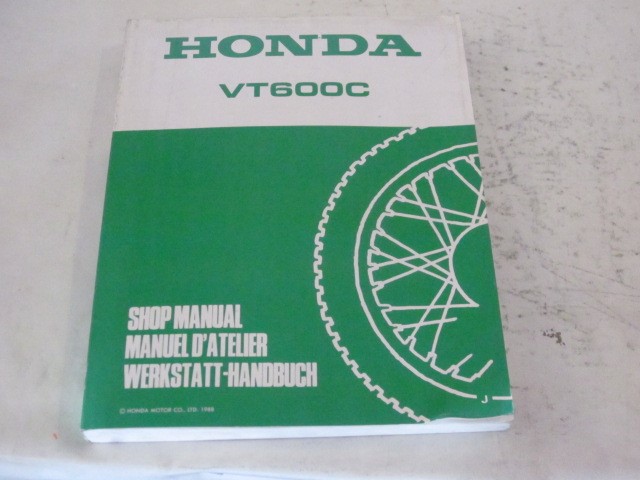 HONDA
VT600C
SHOP MANUAL
MANUEL D'ATELIER
WERKSTATT-HANDBUCH
J
© HONDA MOTOR CO., LTD. 1988